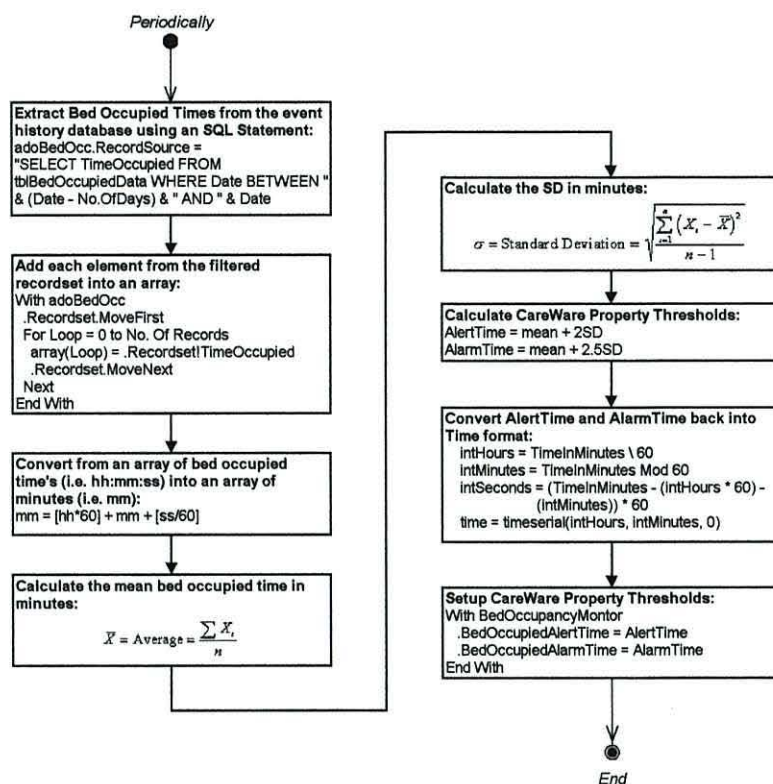 Periodically
Extract Bed Occupied Times from the event
history database using an SQL Statement:
adoBedOcc.RecordSource =
"SELECT TimeOccupied FROM
tblBedOccupiedData WHERE Date BETWEEN "
& (Date - No.OfDays) & " AND " & Date
Add each element from the filtered
recordset into an array:
With adoBedOcc
.Recordset.MoveFirst
For Loop = 0 to No. Of Records
array(Loop) = .Recordset!TimeOccupied
.Recordset.MoveNext
Next
End With
Convert from an array of bed occupied
time's (i.e. hh:mm:ss) into an array of
minutes (i.e. mm):
mm = [hh*60] + mm + [ss/60]
Calculate the mean bed occupied time in
minutes:
X̄ = Average = ∑ Xᵢ / n
Calculate the SD in minutes:
σ = Standard Deviation = √(∑ᵢ₌₁ⁿ (Xᵢ - X̄)² / n - 1)
Calculate CareWare Property Thresholds:
AlertTime = mean + 2SD
AlarmTime = mean + 2.5SD
Convert AlertTime and AlarmTime back into
Time format:
intHours = TimeInMinutes \ 60
intMinutes = TimeInMinutes Mod 60
intSeconds = (TimeInMinutes - (intHours * 60) -
(intMinutes)) * 60
time = timeserial(intHours, intMinutes, 0)
Setup CareWare Property Thresholds:
With BedOccupancyMontor
.BedOccupiedAlertTime = AlertTime
.BedOccupiedAlarmTime = AlarmTime
End With
End